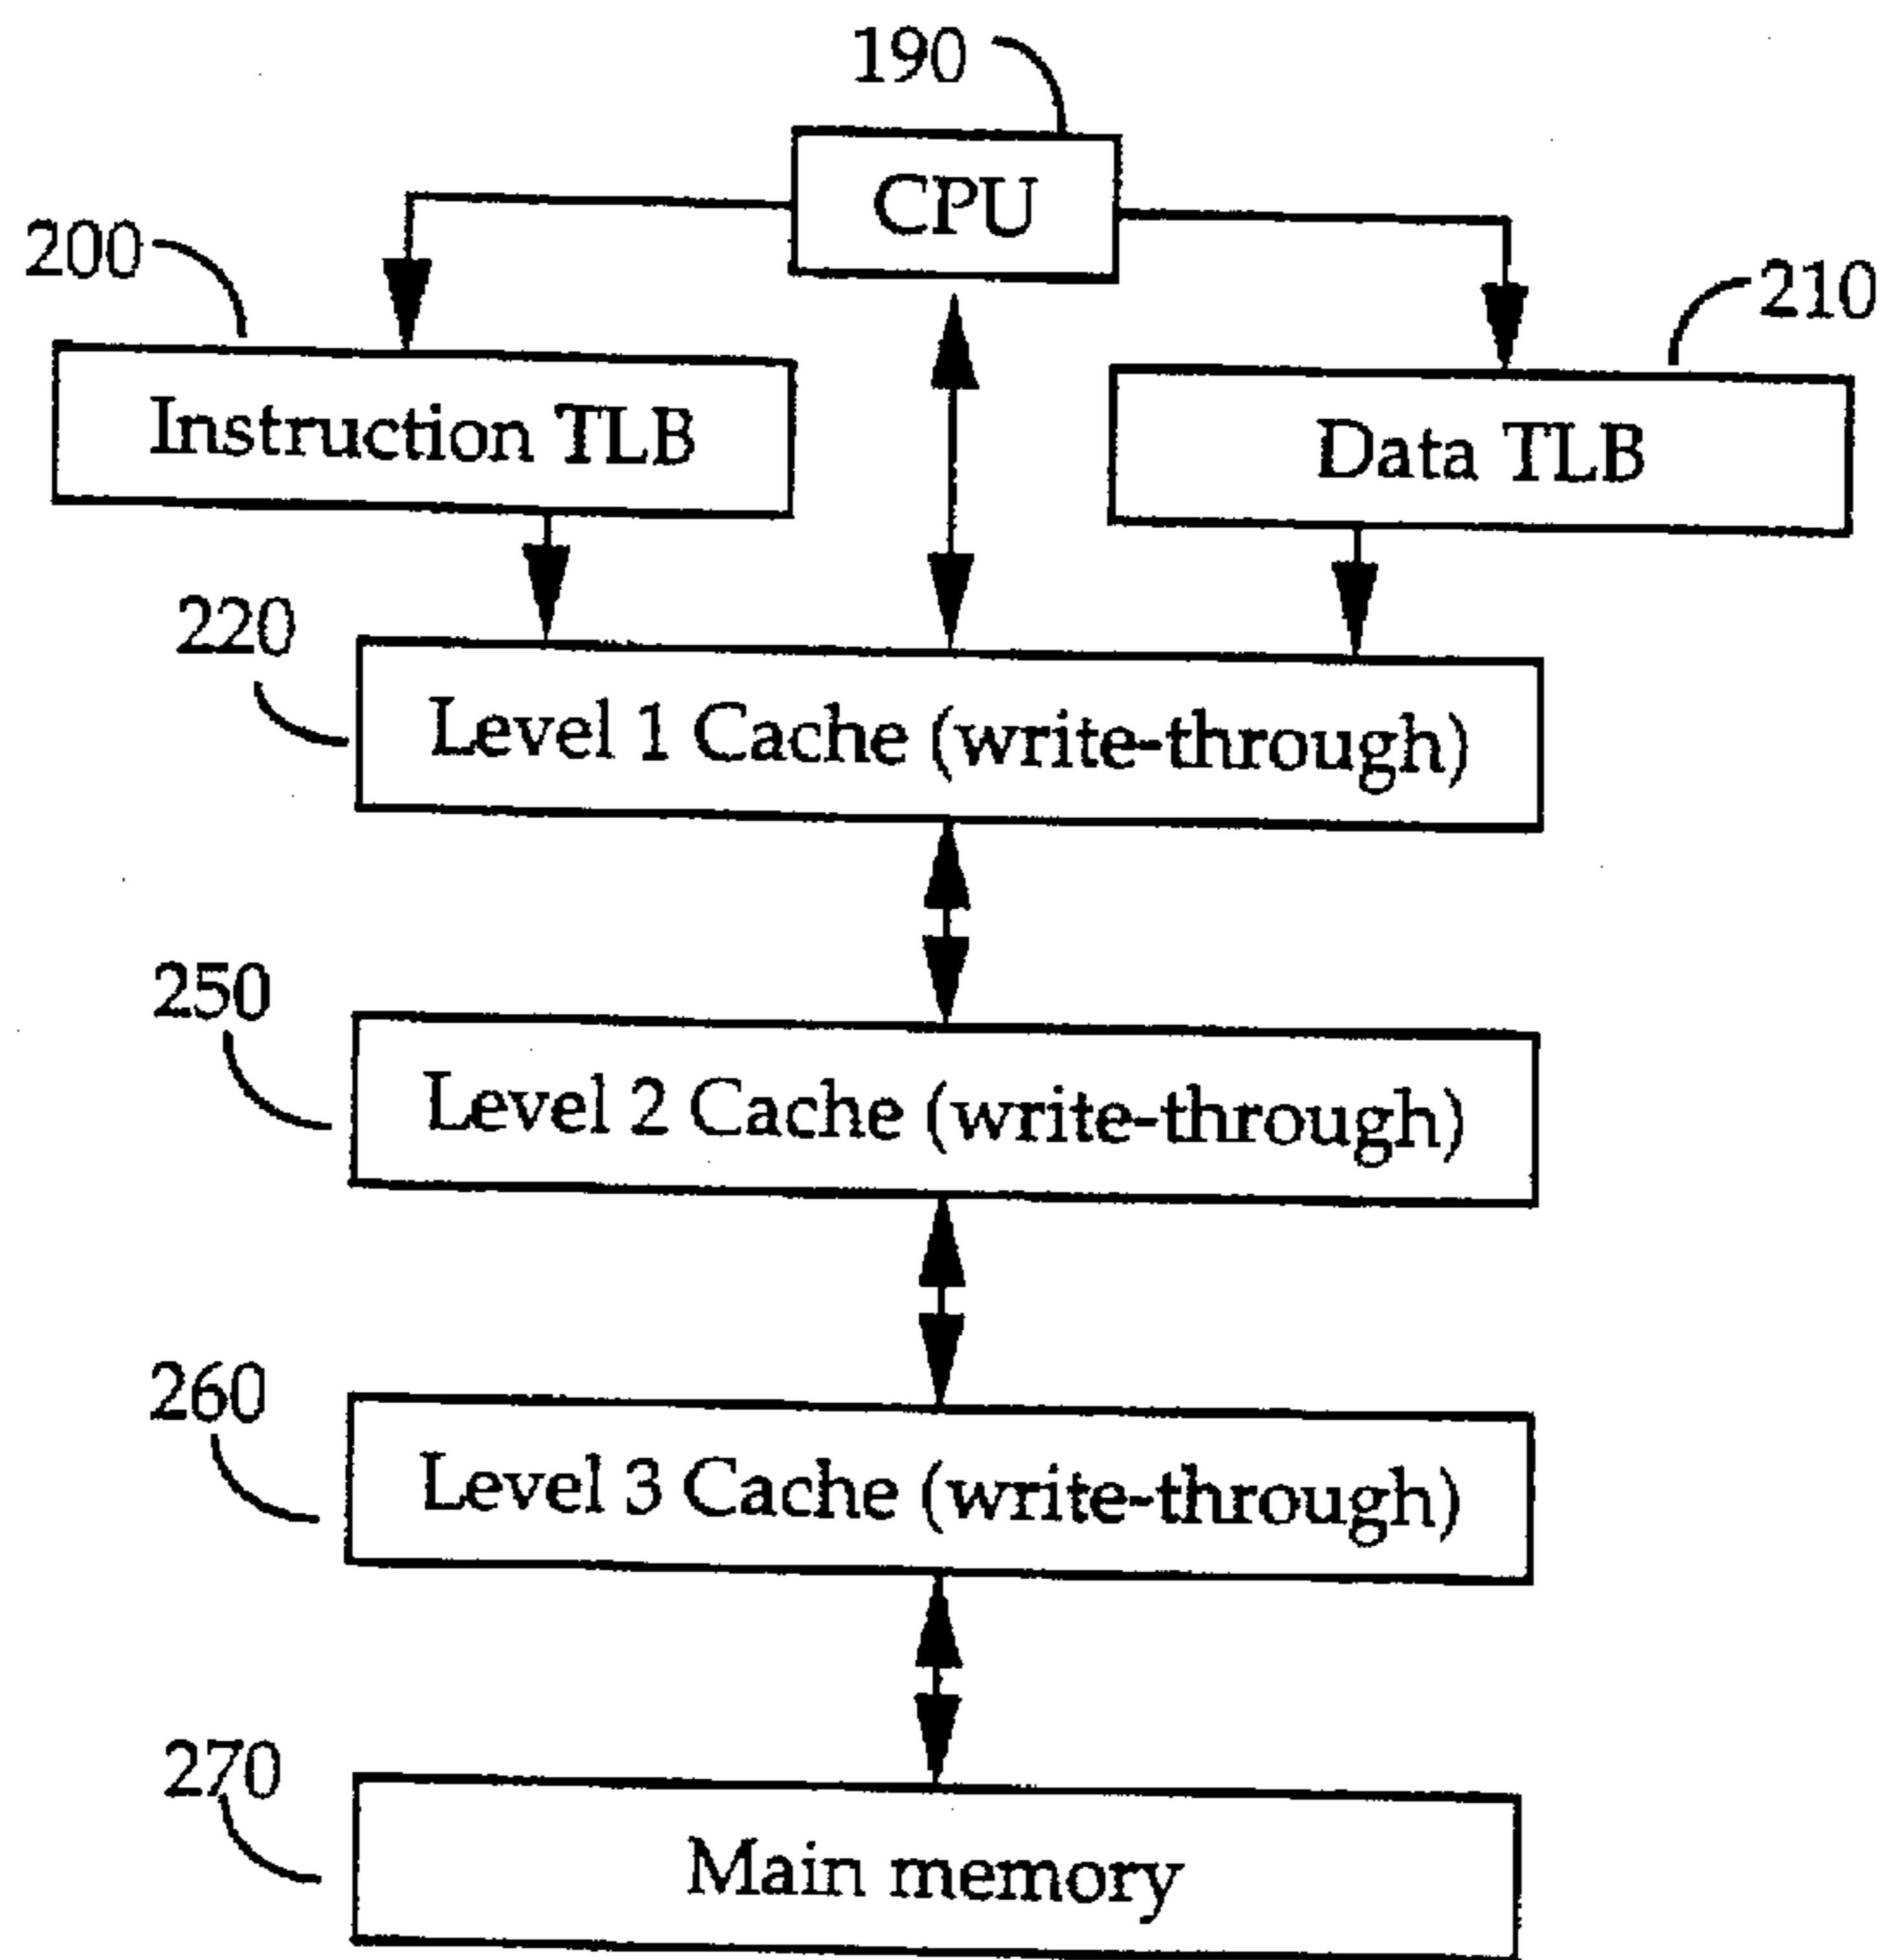 190
CPU
200
210
Instruction TLB
Data TLB
220
Level 1 Cache (write-through)
250
Level 2 Cache (write-through)
260
Level 3 Cache (write-through)
270
Main memory